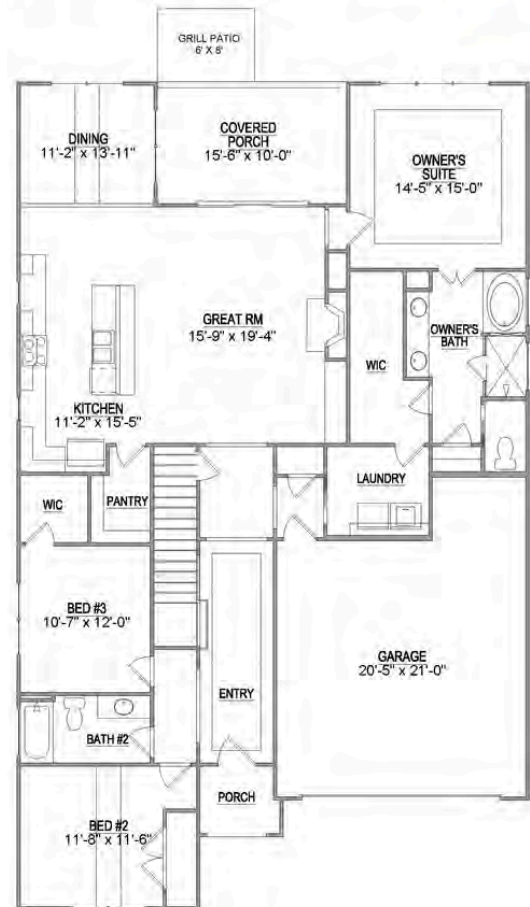 GRILL PATIO
6' X 8'
DINING
11'-2" x 13'-11"
COVERED
PORCH
15'-6" x 10'-0"
OWNER'S
SUITE
14'-5" x 15'-0"
GREAT RM
15'-9" x 19'-4"
WIC
OWNER'S
BATH
KITCHEN
11'-2" x 15'-5"
WIC
PANTRY
LAUNDRY
BED #3
10'-7" x 12'-0"
GARAGE
20'-5" x 21'-0"
ENTRY
BATH #2
PORCH
BED #2
11'-8" x 11'-6"